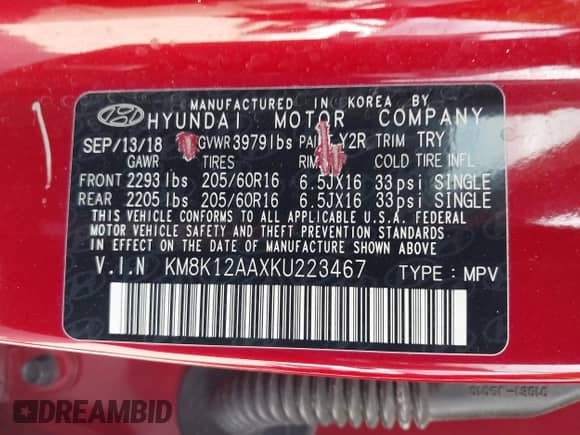 MANUFACTURED IN KOREA BY
HYUNDAI MOTOR COMPANY
SEP/13/18 GVWR 3979lbs PAI Y2R TRIM TRY
GAWR TIRES RIM COLD TIRE INFL
FRONT 2293lbs 205/60R16 6.5JX16 33psi SINGLE
REAR 2205lbs 205/60R16 6.5JX16 33psi SINGLE
THIS VEHICLE CONFORMS TO ALL APPLICABLE U.S.A. FEDERAL
MOTOR VEHICLE SAFETY AND THEFT PREVENTION STANDARDS
IN EFFECT ON THE DATE OF MANUFACTURE SHOWN ABOVE.
V.I.N KM8K12AAXKU223467 TYPE: MPV
DREAMBID